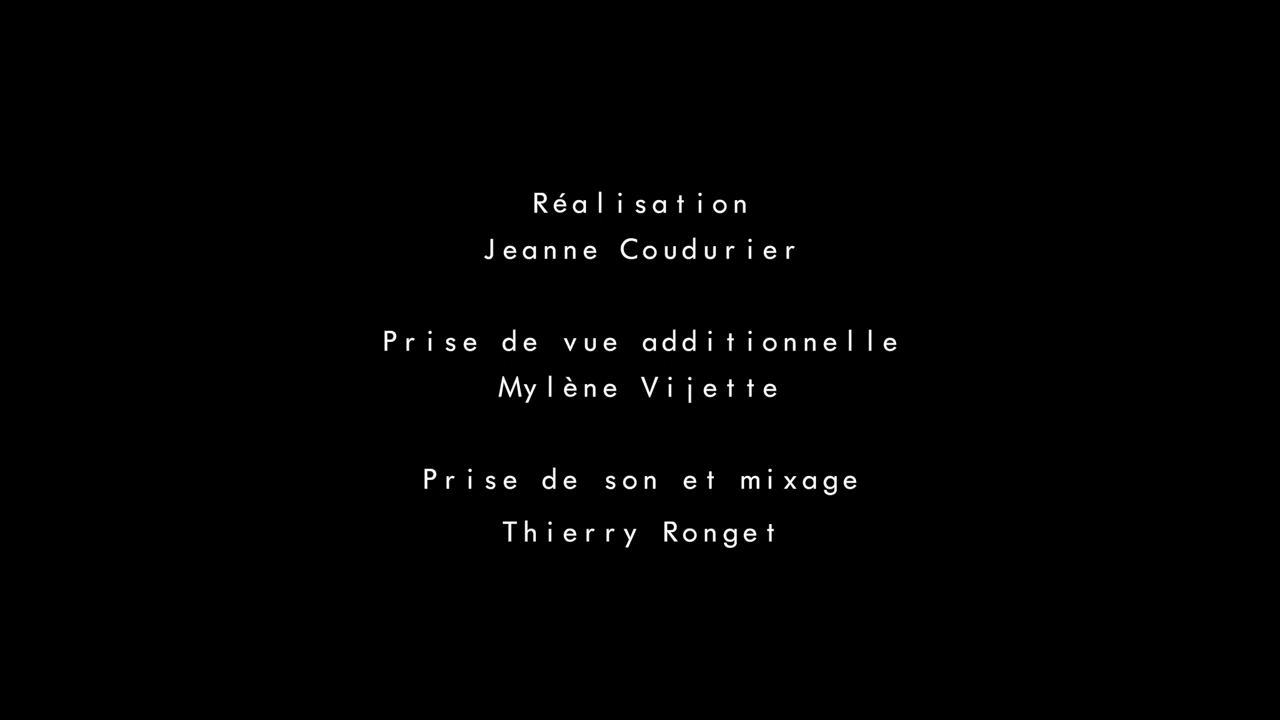 Réalisation
Jeanne Coudurier
Prise de vue additionnelle
Mylène Vijette
Prise de son et mixage
Thierry Ronget